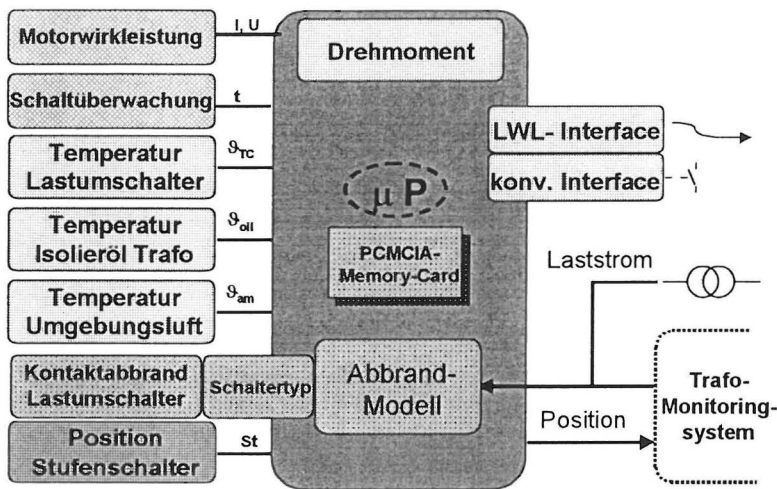 Motorwirkleistung
I, U
Drehmoment
Schaltüberwachung
t
LWL- Interface
Temperatur
Lastumschalter
ϑTC
konv. Interface
μP
Temperatur
Isolieröl Trafo
ϑoil
PCMCIA-
Memory-Card
Laststrom
Temperatur
Umgebungsluft
ϑam
Kontaktabbrand
Lastumschalter
Schaltertyp
Abbrand-
Modell
Trafo-
Monitoring-
system
Position
Stufenschalter
St
Position